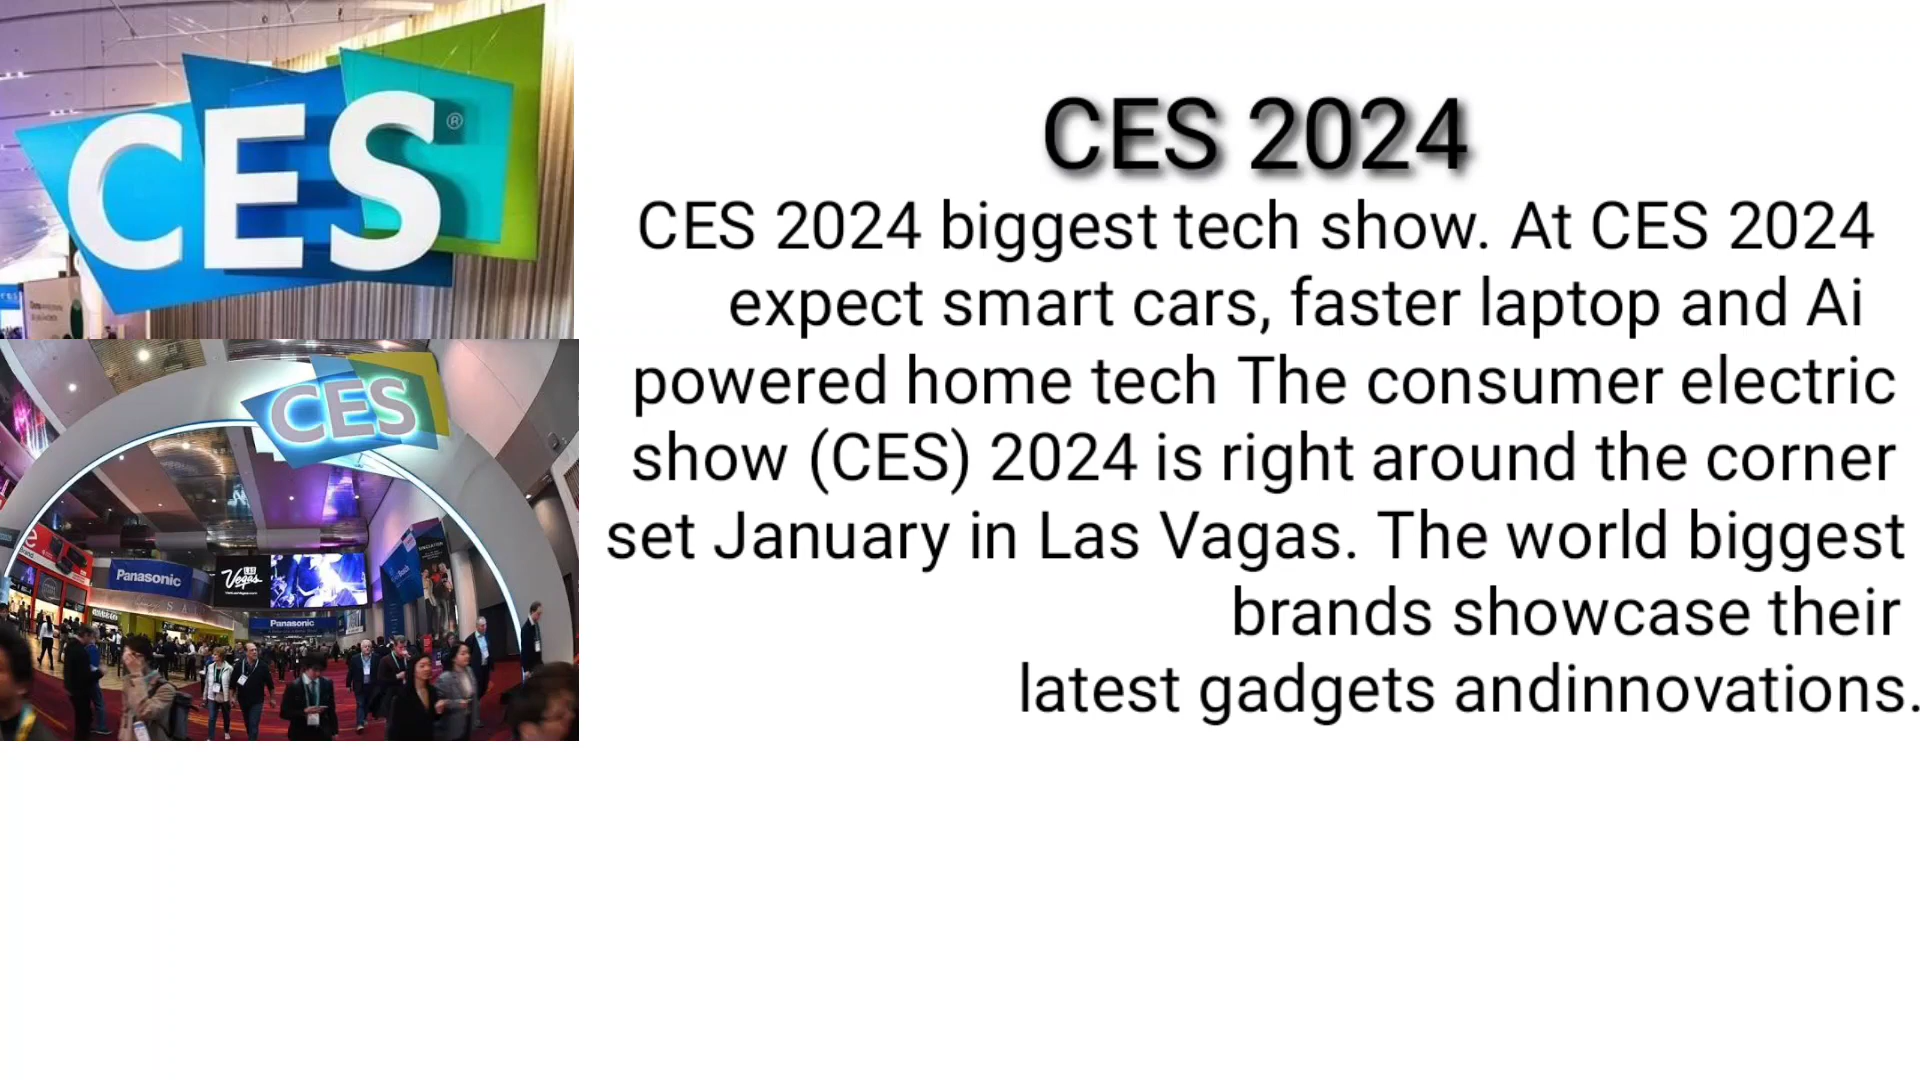 CES®
CES
Panasonic
Vegas
Panasonic
CES 2024
CES 2024 biggest tech show. At CES 2024
expect smart cars, faster laptop and Ai
powered home tech The consumer electric
show (CES) 2024 is right around the corner
set January in Las Vagas. The world biggest
brands showcase their
latest gadgets andinnovations.